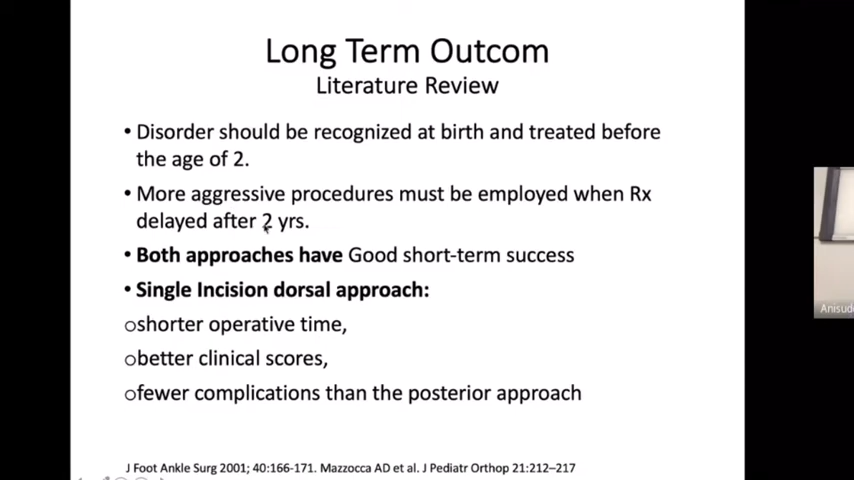 Long Term Outcom
Literature Review
• Disorder should be recognized at birth and treated before
the age of 2.
• More aggressive procedures must be employed when Rx
delayed after 2 yrs.
• Both approaches have Good short-term success
• Single Incision dorsal approach:
oshorter operative time,
obetter clinical scores,
ofewer complications than the posterior approach
J Foot Ankle Surg 2001; 40:166-171. Mazzocca AD et al. J Pediatr Orthop 21:212–217
Anisud